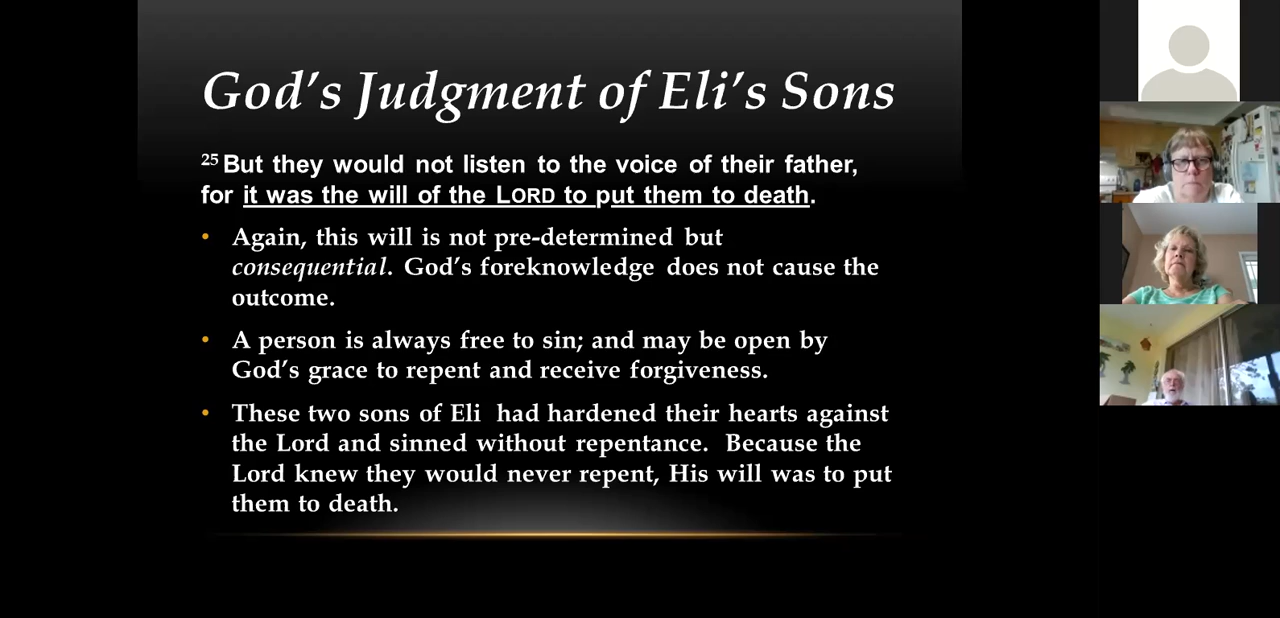 God's Judgment of Eli's Sons
25 But they would not listen to the voice of their father,
for it was the will of the LORD to put them to death.
• Again, this will is not pre-determined but
consequential. God's foreknowledge does not cause the
outcome.
• A person is always free to sin; and may be open by
God's grace to repent and receive forgiveness.
• These two sons of Eli had hardened their hearts against
the Lord and sinned without repentance. Because the
Lord knew they would never repent, His will was to put
them to death.